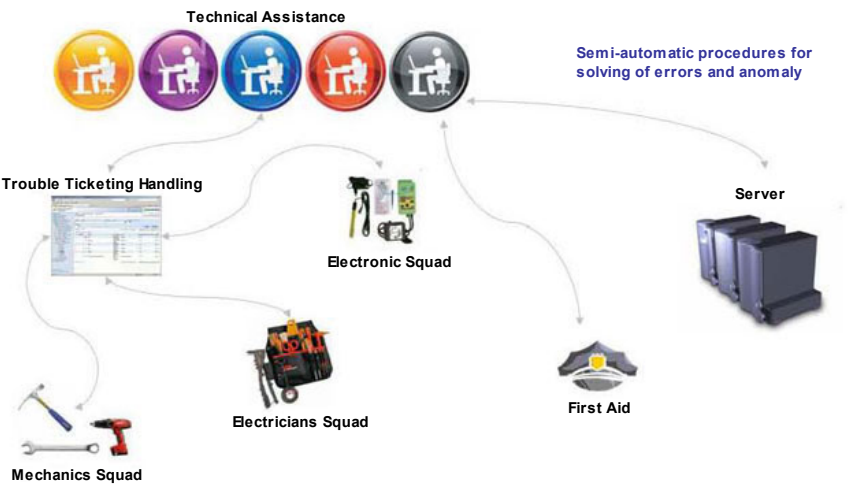 Technical Assistance
Semi-automatic procedures for
solving of errors and anomaly
Trouble Ticketing Handling
Server
Electronic Squad
First Aid
Electricians Squad
Mechanics Squad